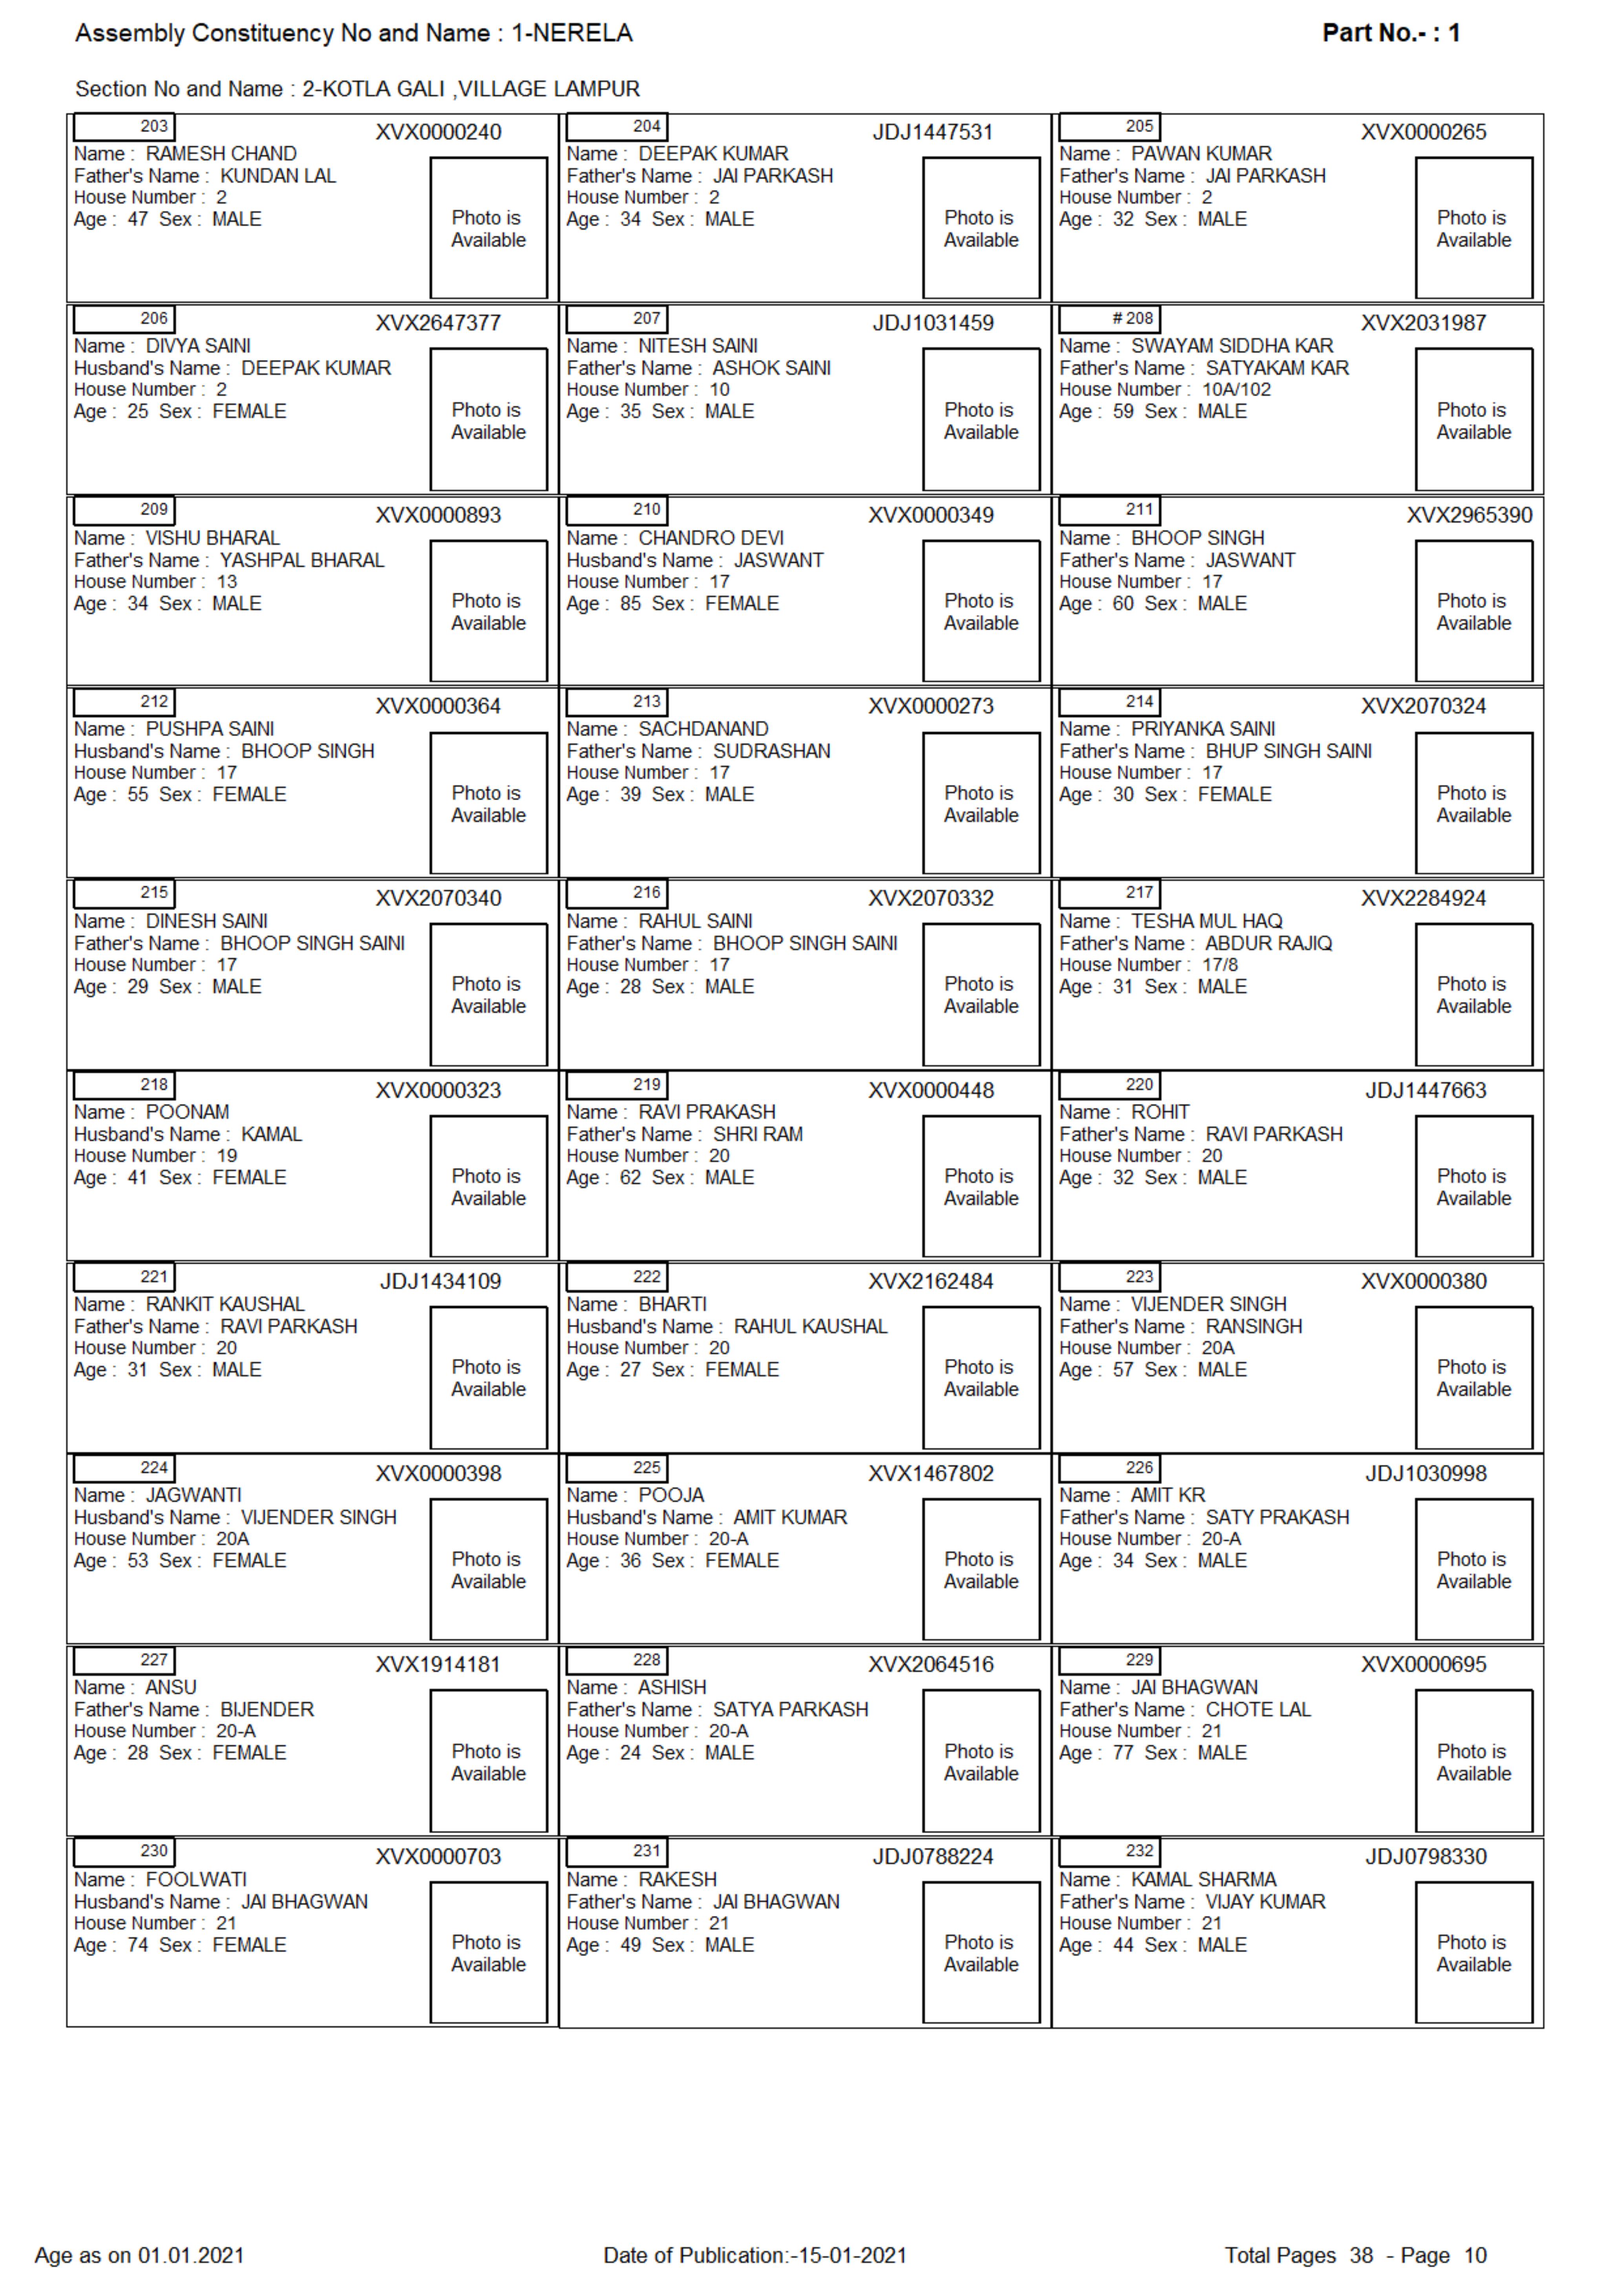 Assembly Constituency No and Name : 1-NERELA
Part No.- : 1
Section No and Name : 2-KOTLA GALI ,VILLAGE LAMPUR
203
XVX0000240
Name : RAMESH CHAND
Father's Name : KUNDAN LAL
House Number : 2
Age : 47 Sex : MALE
Photo is
Available
204
JDJ1447531
Name : DEEPAK KUMAR
Father's Name : JAI PARKASH
House Number : 2
Age : 34 Sex : MALE
Photo is
Available
205
XVX0000265
Name : PAWAN KUMAR
Father's Name : JAI PARKASH
House Number : 2
Age : 32 Sex : MALE
Photo is
Available
206
XVX2647377
Name : DIVYA SAINI
Husband's Name : DEEPAK KUMAR
House Number : 2
Age : 25 Sex : FEMALE
Photo is
Available
207
JDJ1031459
Name : NITESH SAINI
Father's Name : ASHOK SAINI
House Number : 10
Age : 35 Sex : MALE
Photo is
Available
# 208
XVX2031987
Name : SWAYAM SIDDHA KAR
Father's Name : SATYAKAM KAR
House Number : 10A/102
Age : 59 Sex : MALE
Photo is
Available
209
XVX0000893
Name : VISHU BHARAL
Father's Name : YASHPAL BHARAL
House Number : 13
Age : 34 Sex : MALE
Photo is
Available
210
XVX0000349
Name : CHANDRO DEVI
Husband's Name : JASWANT
House Number : 17
Age : 85 Sex : FEMALE
Photo is
Available
211
XVX2965390
Name : BHOOP SINGH
Father's Name : JASWANT
House Number : 17
Age : 60 Sex : MALE
Photo is
Available
212
XVX0000364
Name : PUSHPA SAINI
Husband's Name : BHOOP SINGH
House Number : 17
Age : 55 Sex : FEMALE
Photo is
Available
213
XVX0000273
Name : SACHDANAND
Father's Name : SUDRASHAN
House Number : 17
Age : 39 Sex : MALE
Photo is
Available
214
XVX2070324
Name : PRIYANKA SAINI
Father's Name : BHUP SINGH SAINI
House Number : 17
Age : 30 Sex : FEMALE
Photo is
Available
215
XVX2070340
Name : DINESH SAINI
Father's Name : BHOOP SINGH SAINI
House Number : 17
Age : 29 Sex : MALE
Photo is
Available
216
XVX2070332
Name : RAHUL SAINI
Father's Name : BHOOP SINGH SAINI
House Number : 17
Age : 28 Sex : MALE
Photo is
Available
217
XVX2284924
Name : TESHA MUL HAQ
Father's Name : ABDUR RAJIQ
House Number : 17/8
Age : 31 Sex : MALE
Photo is
Available
218
XVX0000323
Name : POONAM
Husband's Name : KAMAL
House Number : 19
Age : 41 Sex : FEMALE
Photo is
Available
219
XVX0000448
Name : RAVI PRAKASH
Father's Name : SHRI RAM
House Number : 20
Age : 62 Sex : MALE
Photo is
Available
220
JDJ1447663
Name : ROHIT
Father's Name : RAVI PARKASH
House Number : 20
Age : 32 Sex : MALE
Photo is
Available
221
JDJ1434109
Name : RANKIT KAUSHAL
Father's Name : RAVI PARKASH
House Number : 20
Age : 31 Sex : MALE
Photo is
Available
222
XVX2162484
Name : BHARTI
Husband's Name : RAHUL KAUSHAL
House Number : 20
Age : 27 Sex : FEMALE
Photo is
Available
223
XVX0000380
Name : VIJENDER SINGH
Father's Name : RANSINGH
House Number : 20A
Age : 57 Sex : MALE
Photo is
Available
224
XVX0000398
Name : JAGWANTI
Husband's Name : VIJENDER SINGH
House Number : 20A
Age : 53 Sex : FEMALE
Photo is
Available
225
XVX1467802
Name : POOJA
Husband's Name : AMIT KUMAR
House Number : 20-A
Age : 36 Sex : FEMALE
Photo is
Available
226
JDJ1030998
Name : AMIT KR
Father's Name : SATY PRAKASH
House Number : 20-A
Age : 34 Sex : MALE
Photo is
Available
227
XVX1914181
Name : ANSU
Father's Name : BIJENDER
House Number : 20-A
Age : 28 Sex : FEMALE
Photo is
Available
228
XVX2064516
Name : ASHISH
Father's Name : SATYA PARKASH
House Number : 20-A
Age : 24 Sex : MALE
Photo is
Available
229
XVX0000695
Name : JAI BHAGWAN
Father's Name : CHOTE LAL
House Number : 21
Age : 77 Sex : MALE
Photo is
Available
230
XVX0000703
Name : FOOLWATI
Husband's Name : JAI BHAGWAN
House Number : 21
Age : 74 Sex : FEMALE
Photo is
Available
231
JDJ0788224
Name : RAKESH
Father's Name : JAI BHAGWAN
House Number : 21
Age : 49 Sex : MALE
Photo is
Available
232
JDJ0798330
Name : KAMAL SHARMA
Father's Name : VIJAY KUMAR
House Number : 21
Age : 44 Sex : MALE
Photo is
Available
Age as on 01.01.2021
Date of Publication:-15-01-2021
Total Pages 38 - Page 10